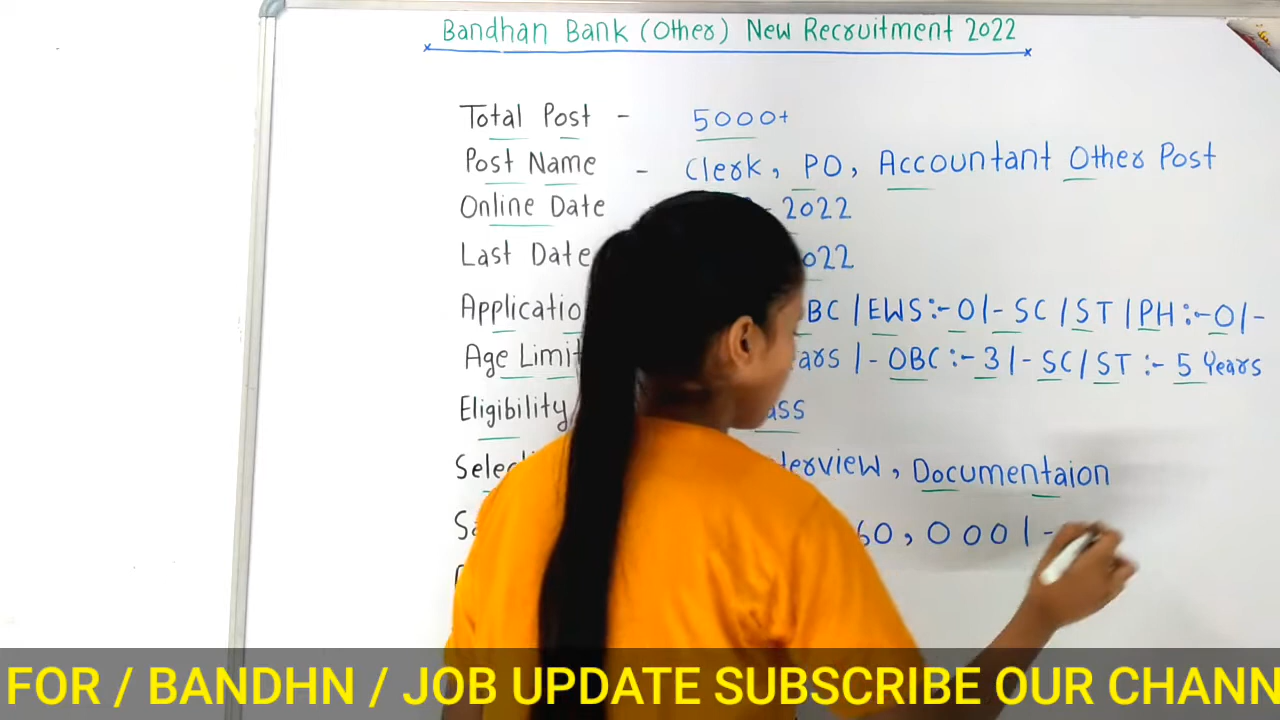 Bandhan Bank (Other) New Recruitment 2022
Total Post - 5000+
Post Name - Clerk, PO, Accountant Other Post
Online Date - 2022
Last Date
Applicatio BC / EWS:- 0/- SC / ST / PH :- 0/-
Age Limit ars /- OBC :- 3 /- SC/ ST :- 5 Years
Eligibility ass
Selec terview, Documentaion
60,000/-
FOR / BANDHN / JOB UPDATE SUBSCRIBE OUR CHANN